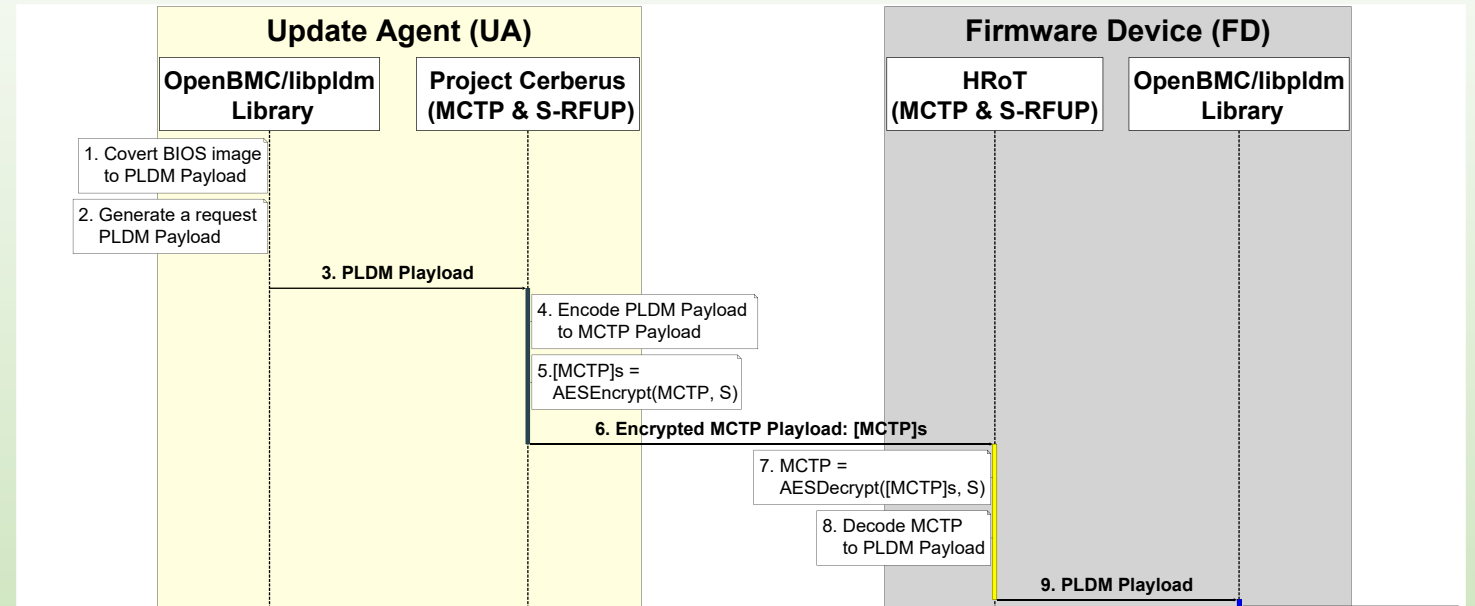 Update Agent (UA)
Firmware Device (FD)
OpenBMC/libpldm
Library
Project Cerberus
(MCTP & S-RFUP)
HRoT
(MCTP & S-RFUP)
OpenBMC/libpldm
Library
1. Covert BIOS image
to PLDM Payload
2. Generate a request
PLDM Payload
3. PLDM Playload
4. Encode PLDM Payload
to MCTP Payload
5.[MCTP]s =
AESEncrypt(MCTP, S)
6. Encrypted MCTP Playload: [MCTP]s
7. MCTP =
AESDecrypt([MCTP]s, S)
8. Decode MCTP
to PLDM Payload
9. PLDM Playload